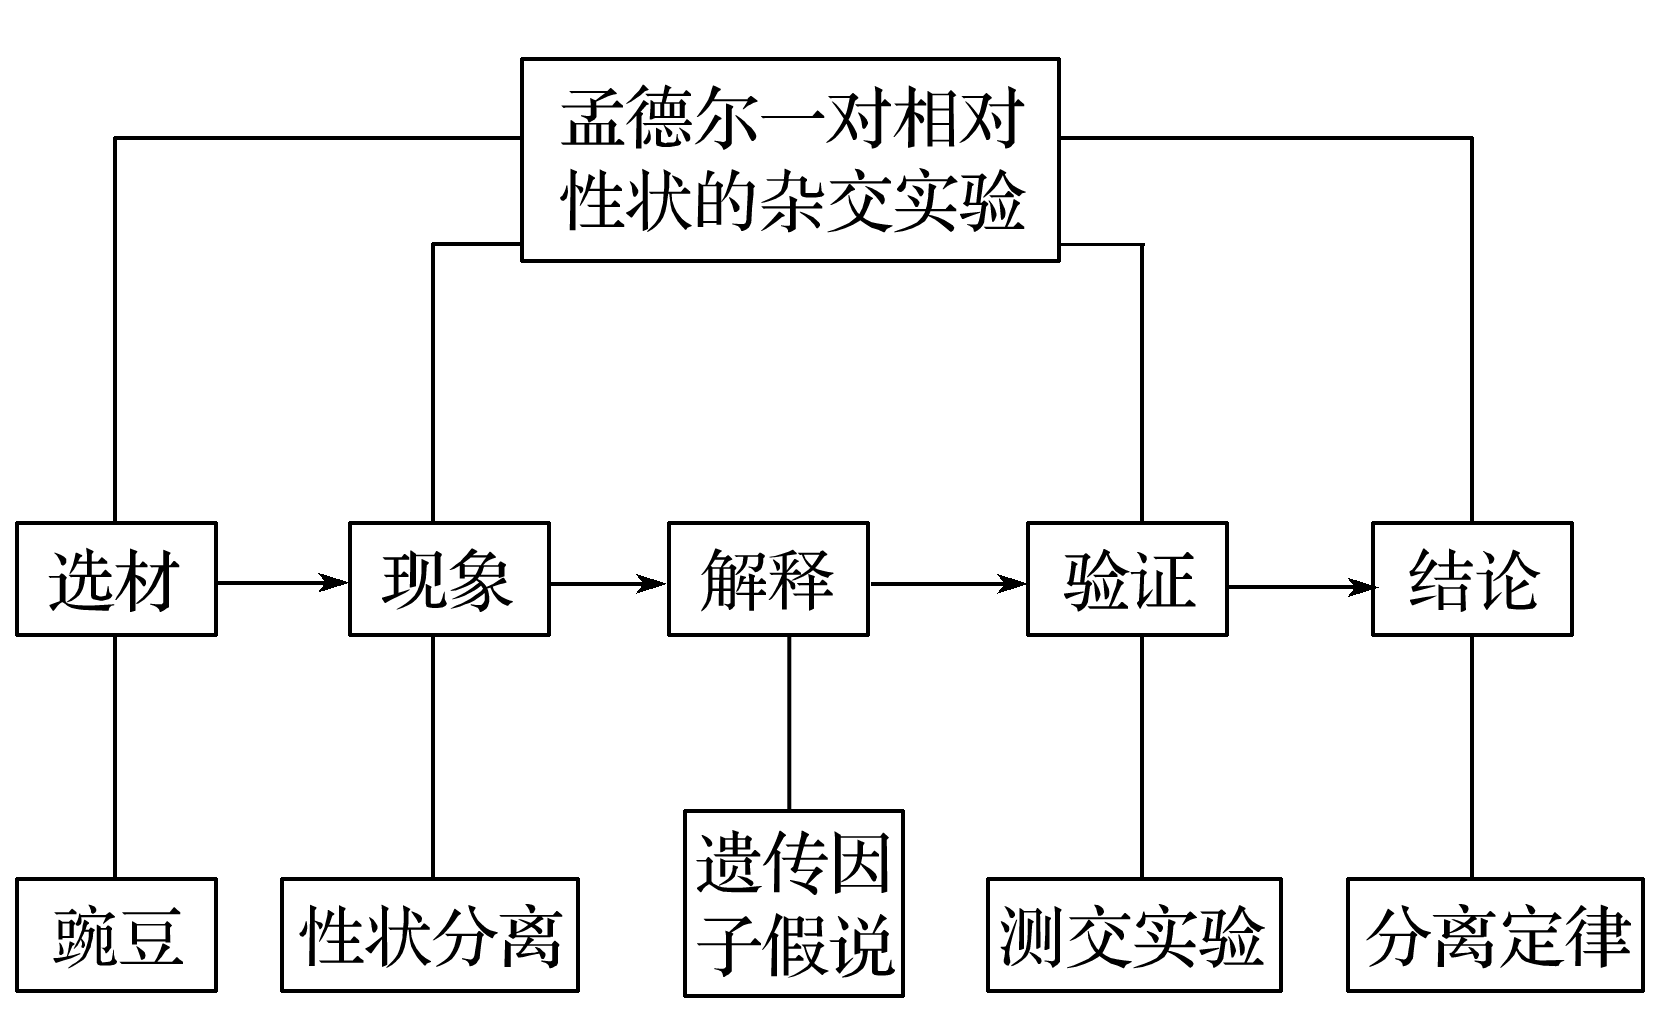 孟德尔一对相对
性状的杂交实验
选材
现象
解释
验证
结论
豌豆
性状分离
遗传因
子假说
测交实验
分离定律